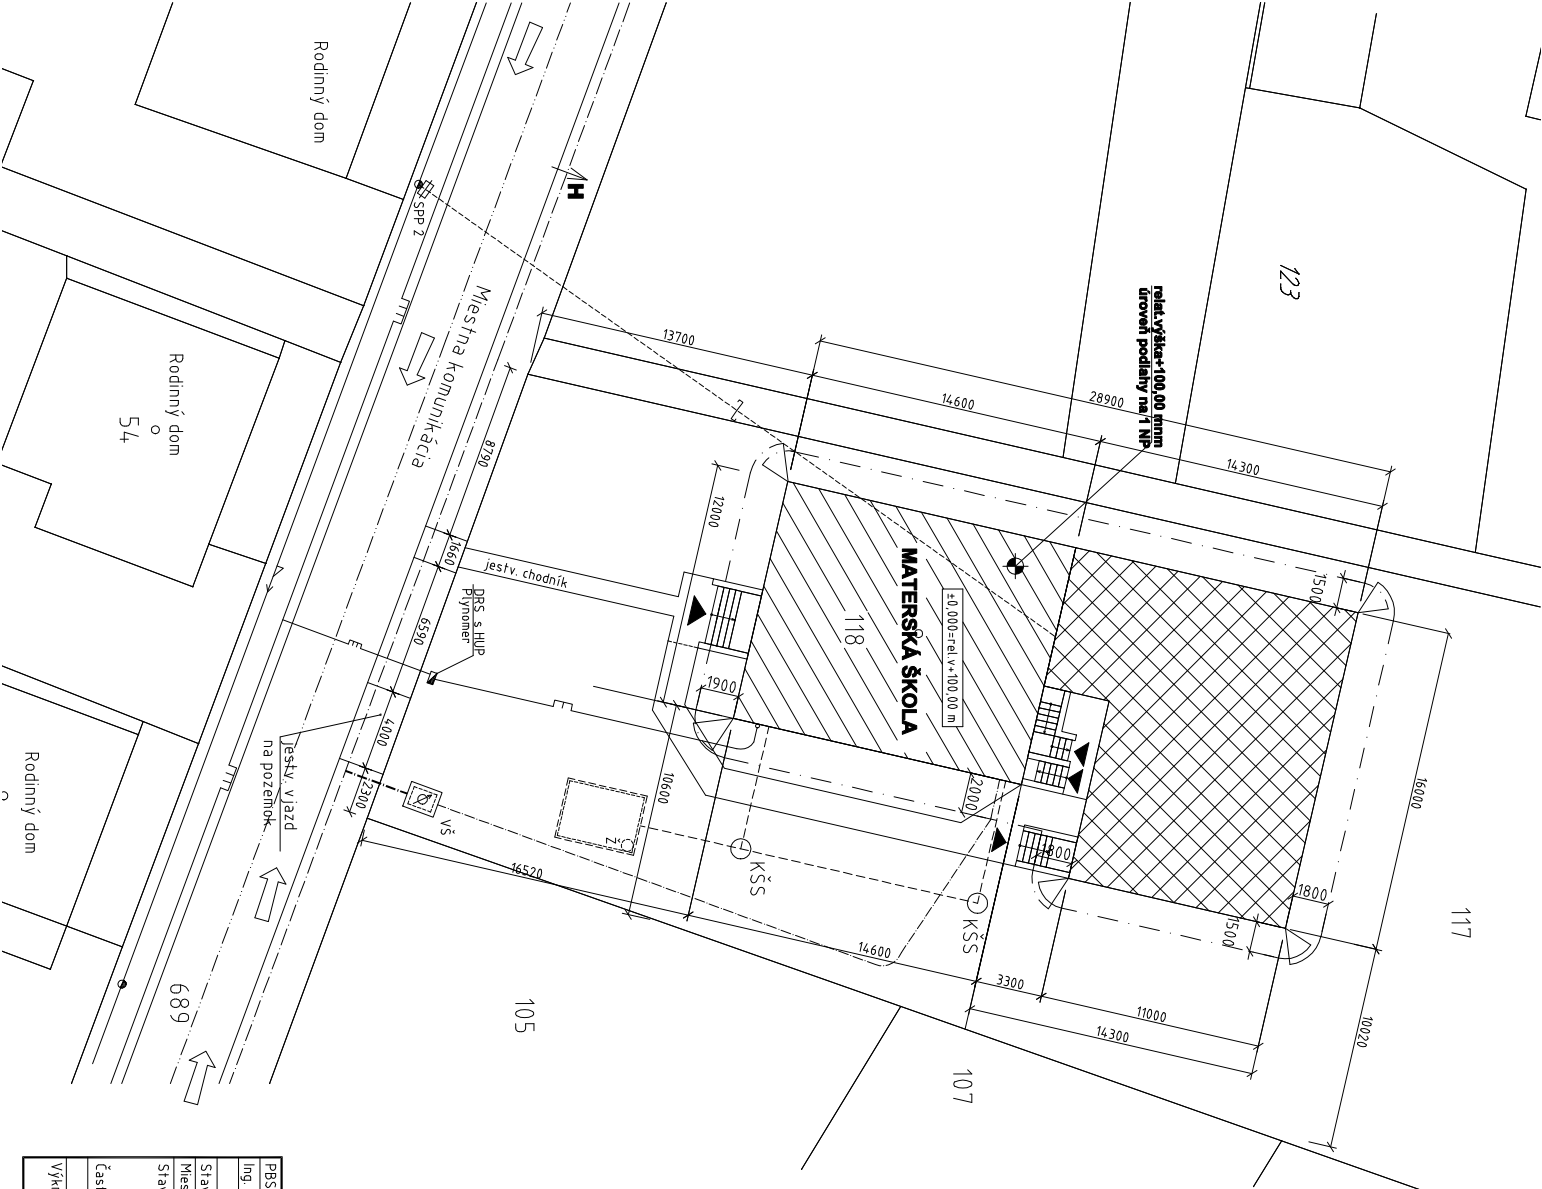 Rodinný dom
H
SPP 2
123
relat.výška+100,00 mnm
úroveň podlahy na 1 NP
Miestna komunikácia
13700
28900
14600
14300
Rodinný dom
54
8790
12000
1660
jestv. chodník
DRS s HUP
Plynomer
6590
118
MATERSKÁ ŠKOLA
±0,000=rel.v.+100,00 m
1500
1900
4000
jestv. vjazd
na pozemok
2300
10600
2000
16000
VŠ
Ž
KŠS
KŠS
1800
1800
1500
16520
14600
3300
11000
14300
10020
117
Rodinný dom
689
105
107
PBS
Ing.
Stav
Mies
Stav
Časť
Výkr